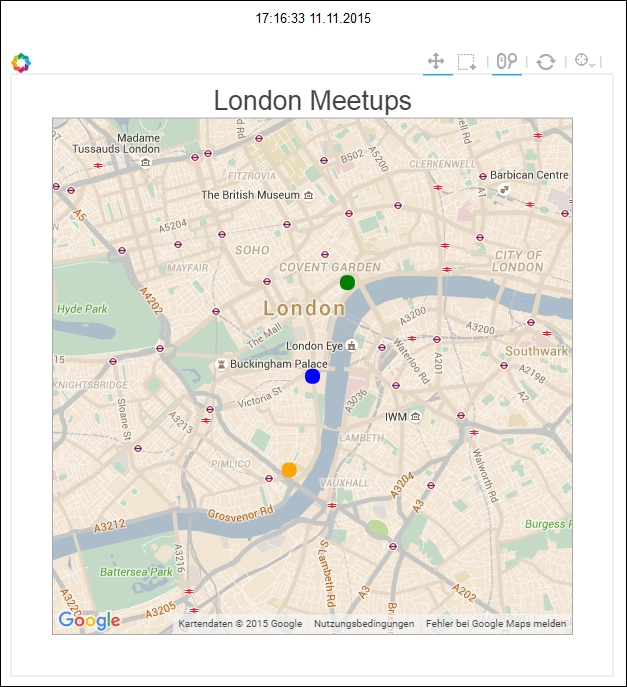 17:16:33 11.11.2015
London Meetups
Madame
Tussauds London
B502
A5200
CLERKENWELL
FITZROVIA
Barbican Centre
The British Museum
A5
A5204
A1
SOHO
MAYFAIR
COVENT GARDEN
CITY OF
LONDON
A4202
Hyde Park
London
A3200
A3200
The Mall
London Eye
Waterloo Rd
A201
Southwark
Buckingham Palace
A2198
KNIGHTSBRIDGE
Victoria St
A3036
Sloane St
A3213
IWM
LAMBETH
PIMLICO
VAUXHALL
A3204
Walworth Rd
Grosvenor Rd
A3212
A3216
S Lambeth Rd
Burgess F
Battersea Park
A3220
A3205
A3
A202
Google
Kartendaten © 2015 Google
Nutzungsbedingungen
Fehler bei Google Maps melden